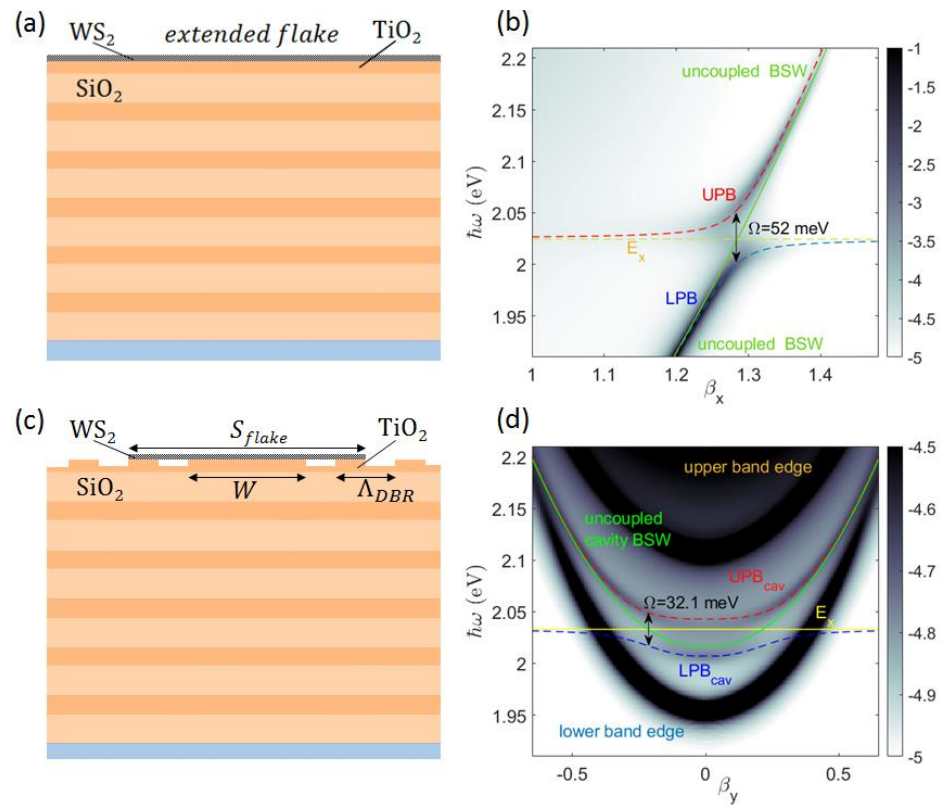 (a)
WS₂
extended flake
TiO₂
SiO₂
(b)
ħω (eV)
2.2
2.15
2.1
2.05
2
1.95
uncoupled BSW
UPB
Ω=52 meV
Eₓ
LPB
uncoupled BSW
1
1.1
1.2
1.3
1.4
βₓ
-1
-1.5
-2
-2.5
-3
-3.5
-4
-4.5
-5
(c)
WS₂
S_flake
TiO₂
SiO₂
W
Λ_DBR
(d)
ħω (eV)
2.2
2.15
2.1
2.05
2
1.95
upper band edge
uncoupled
cavity BSW
UPB_cav
Ω=32.1 meV
Eₓ
LPB_cav
lower band edge
-0.5
0
0.5
β_y
-4.5
-4.6
-4.7
-4.8
-4.9
-5